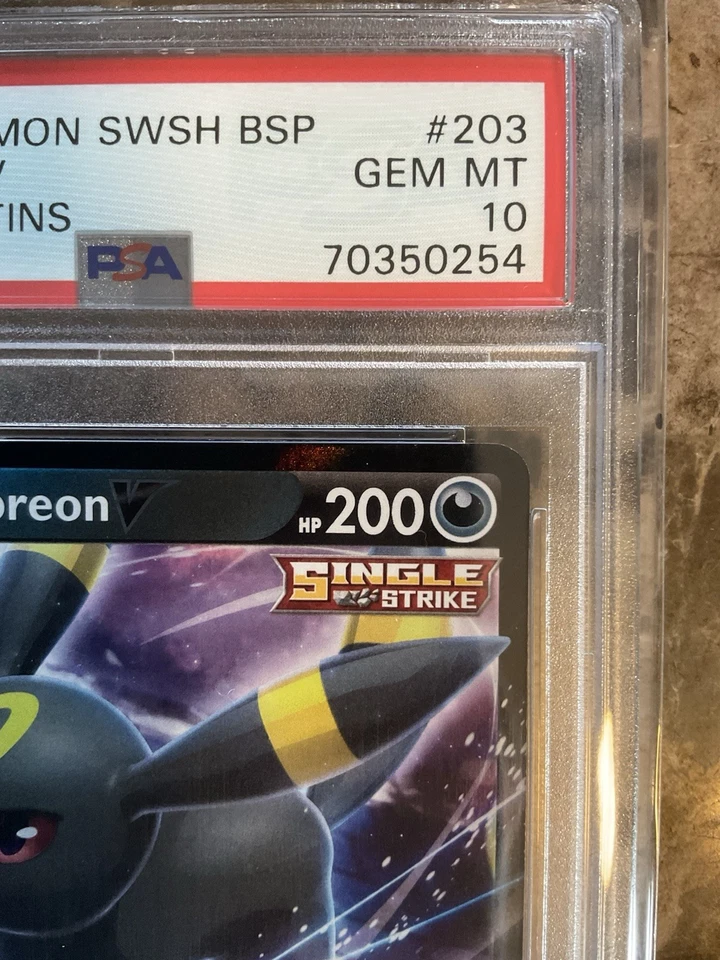 MON SWSH BSP #203
V GEM MT
TINS 10
PSA 70350254
oreon V HP 200
SINGLE
STRIKE